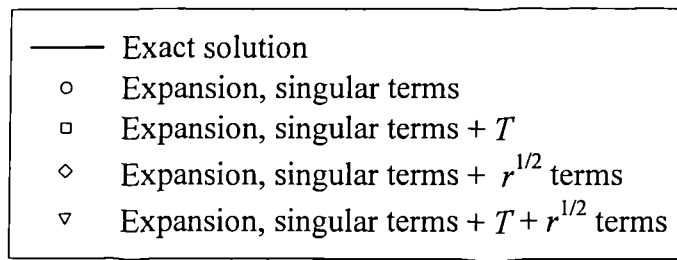 Exact solution
Expansion, singular terms
Expansion, singular terms + T
Expansion, singular terms + r^{1/2} terms
Expansion, singular terms + T + r^{1/2} terms